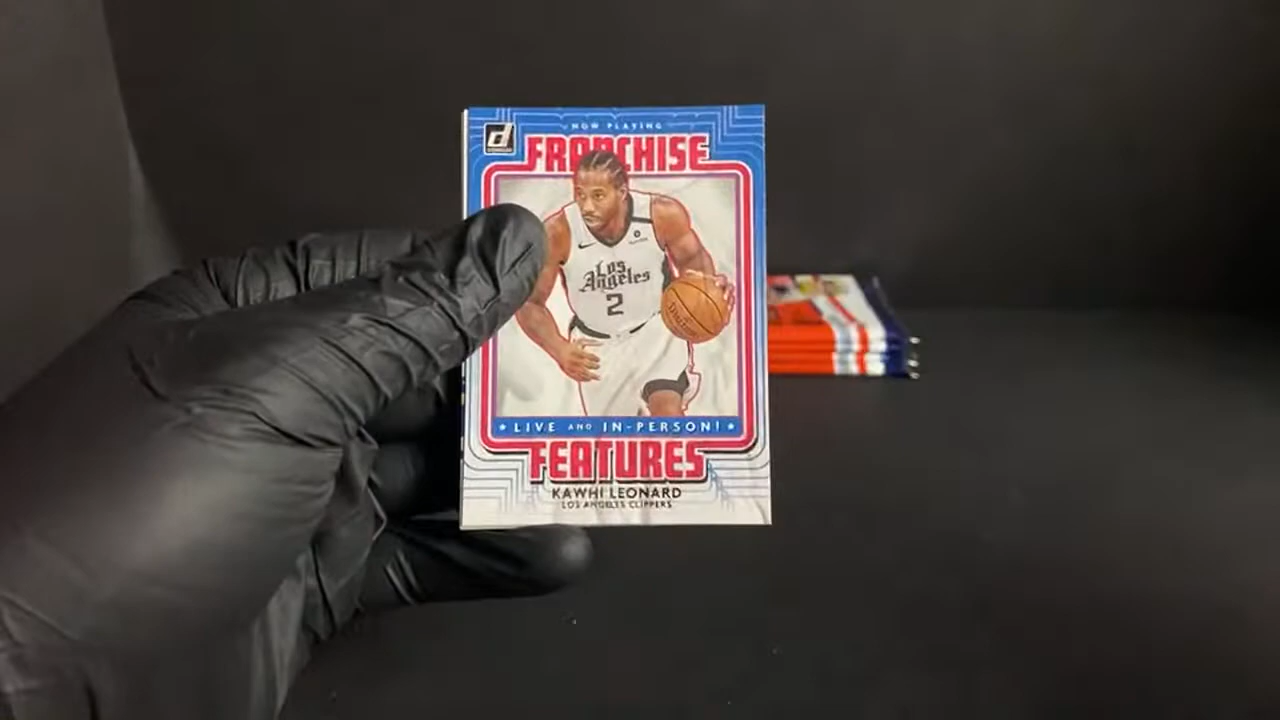 NOW PLAYING
FRANCHISE
Los
Angeles
2
LIVE AND IN-PERSON!
FEATURES
KAWHI LEONARD
LOS ANGELES CLIPPERS